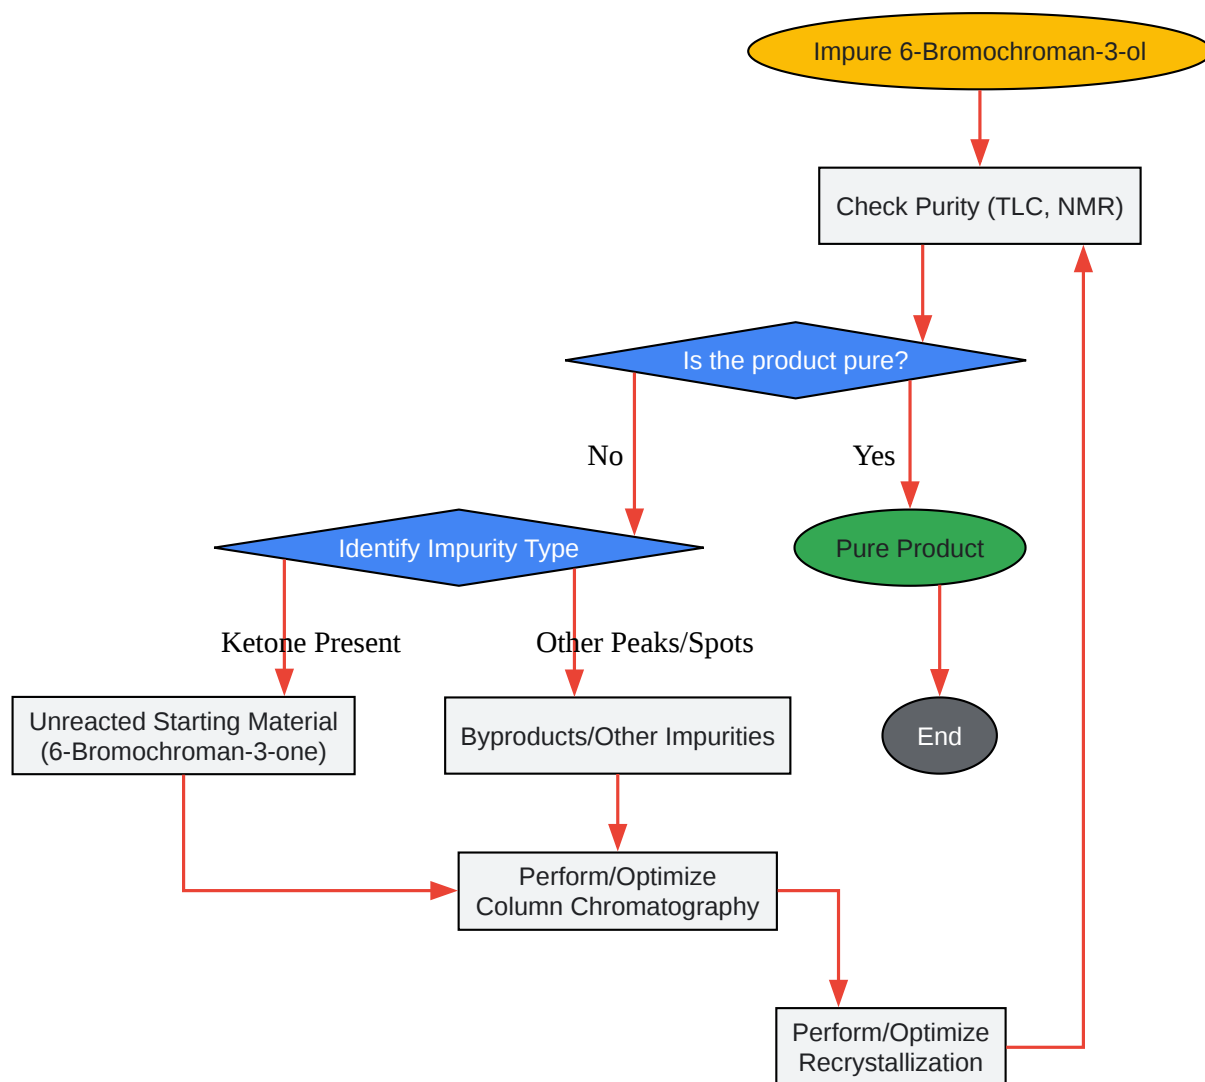 Impure 6-Bromochroman-3-ol
Check Purity (TLC, NMR)
Is the product pure?
No
Yes
Identify Impurity Type
Pure Product
Ketone Present
Other Peaks/Spots
Unreacted Starting Material
(6-Bromochroman-3-one)
Byproducts/Other Impurities
End
Perform/Optimize
Column Chromatography
Perform/Optimize
Recrystallization